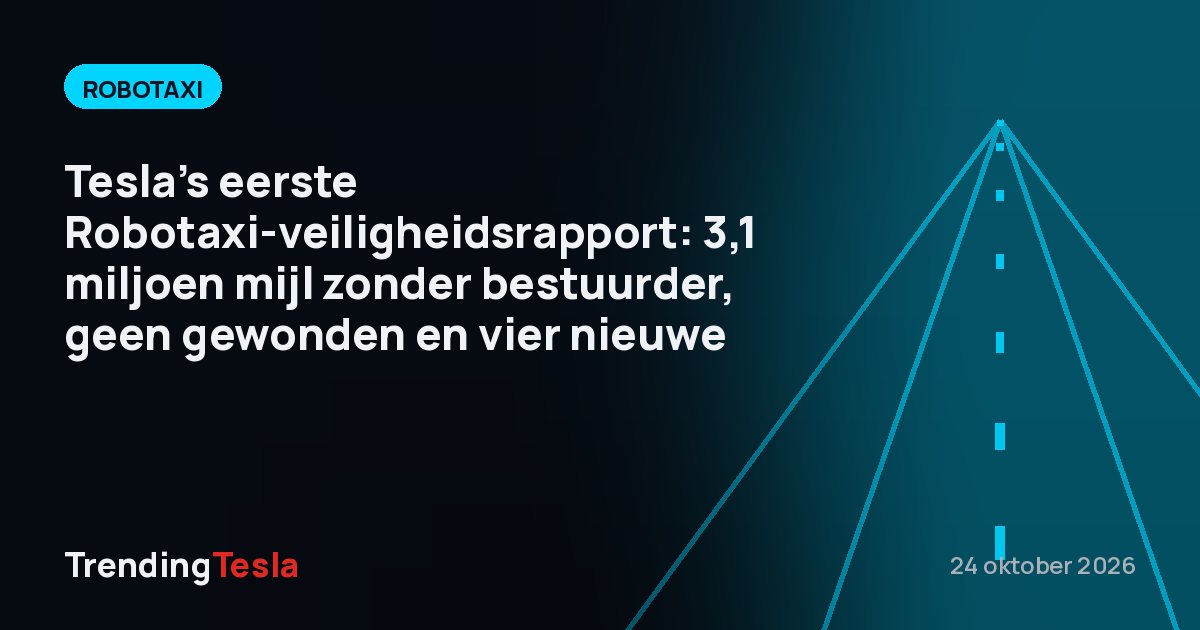 ROBOTAXI
Tesla’s eerste
Robotaxi-veiligheidsrapport: 3,1
miljoen mijl zonder bestuurder,
geen gewonden en vier nieuwe
TrendingTesla
24 oktober 2026